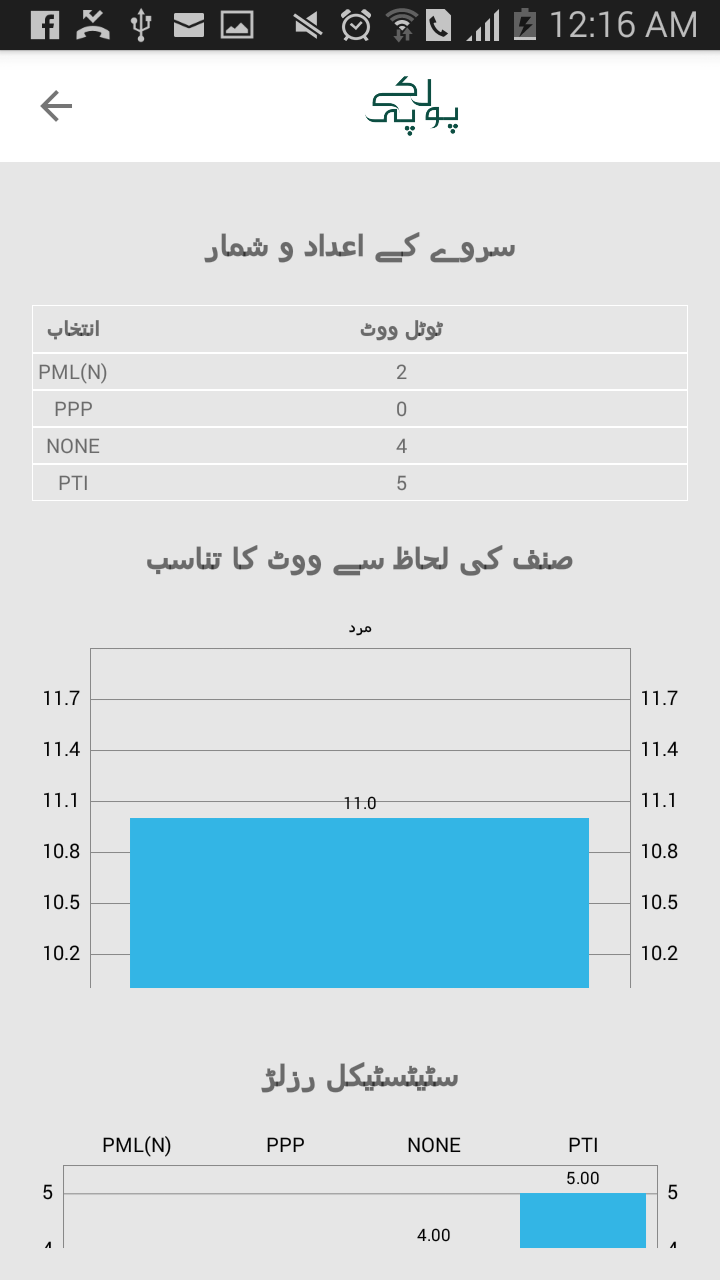 12:16 AM
پولکے پہ
سروے کے اعداد و شمار
انتخاب ٹوٹل ووٹ
PML(N) 2
PPP 0
NONE 4
PTI 5
صنف کی لحاظ سے ووٹ کا تناسب
مرد
11.7 11.7
11.4 11.4
11.1 11.0 11.1
10.8 10.8
10.5 10.5
10.2 10.2
سٹیٹسٹیکل رزلڑ
PML(N) PPP NONE PTI
5.00
5 5
4.00
4 4